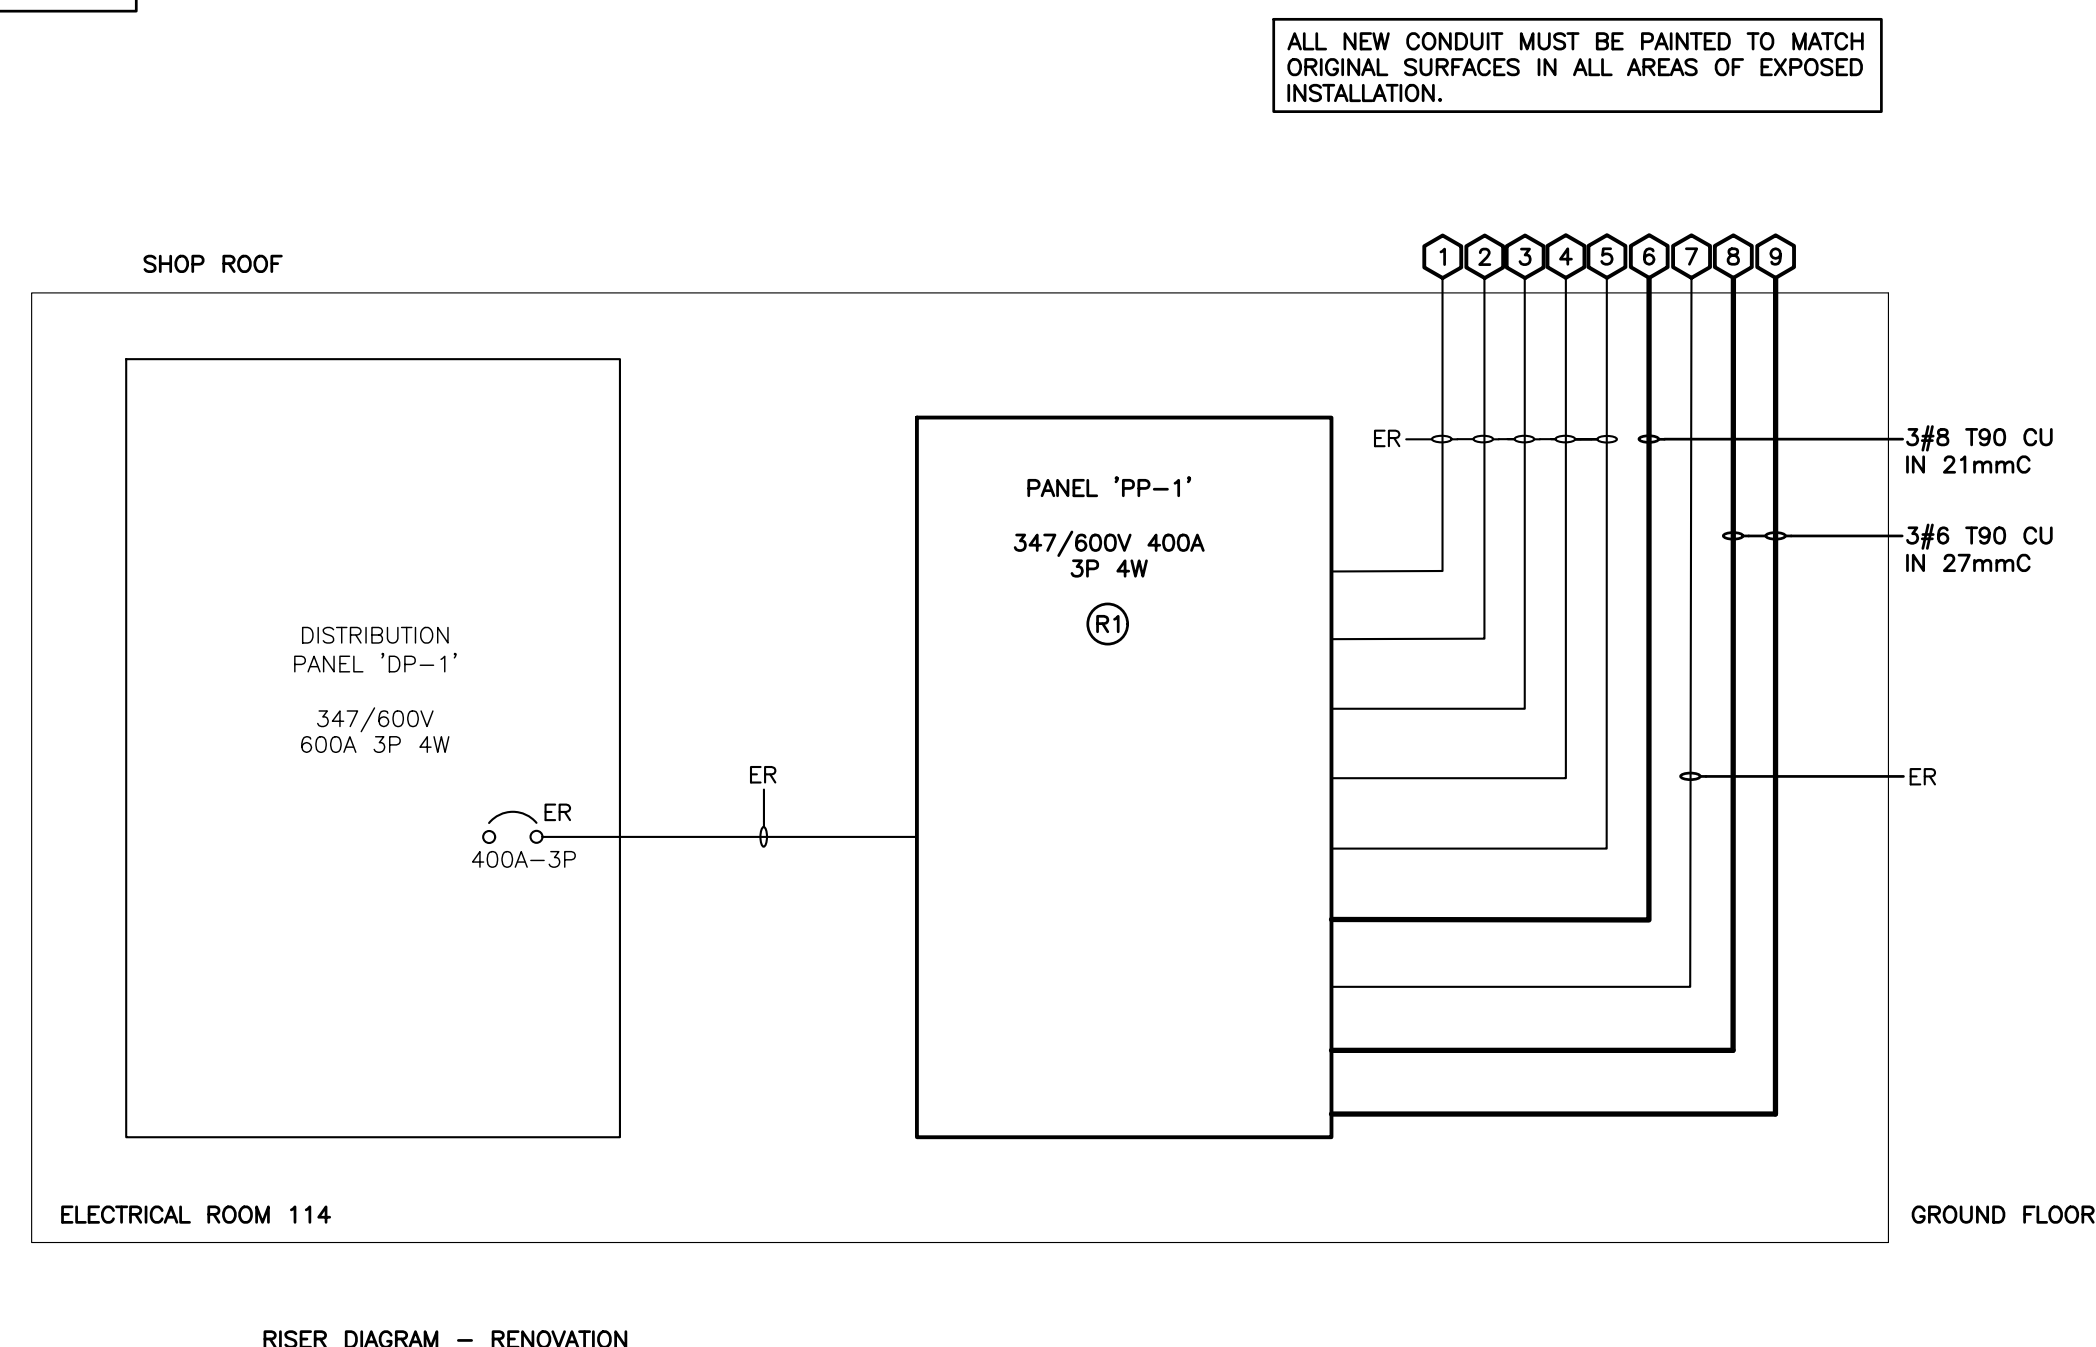 ALL NEW CONDUIT MUST BE PAINTED TO MATCH
ORIGINAL SURFACES IN ALL AREAS OF EXPOSED
INSTALLATION.
SHOP ROOF
1 2 3 4 5 6 7 8 9
ER
3#8 T90 CU
IN 21mmC
3#6 T90 CU
IN 27mmC
PANEL 'PP-1'
347/600V 400A
3P 4W
R1
DISTRIBUTION
PANEL 'DP-1'
347/600V
600A 3P 4W
ER
ER
400A-3P
ER
ELECTRICAL ROOM 114
GROUND FLOOR
RISER DIAGRAM - RENOVATION